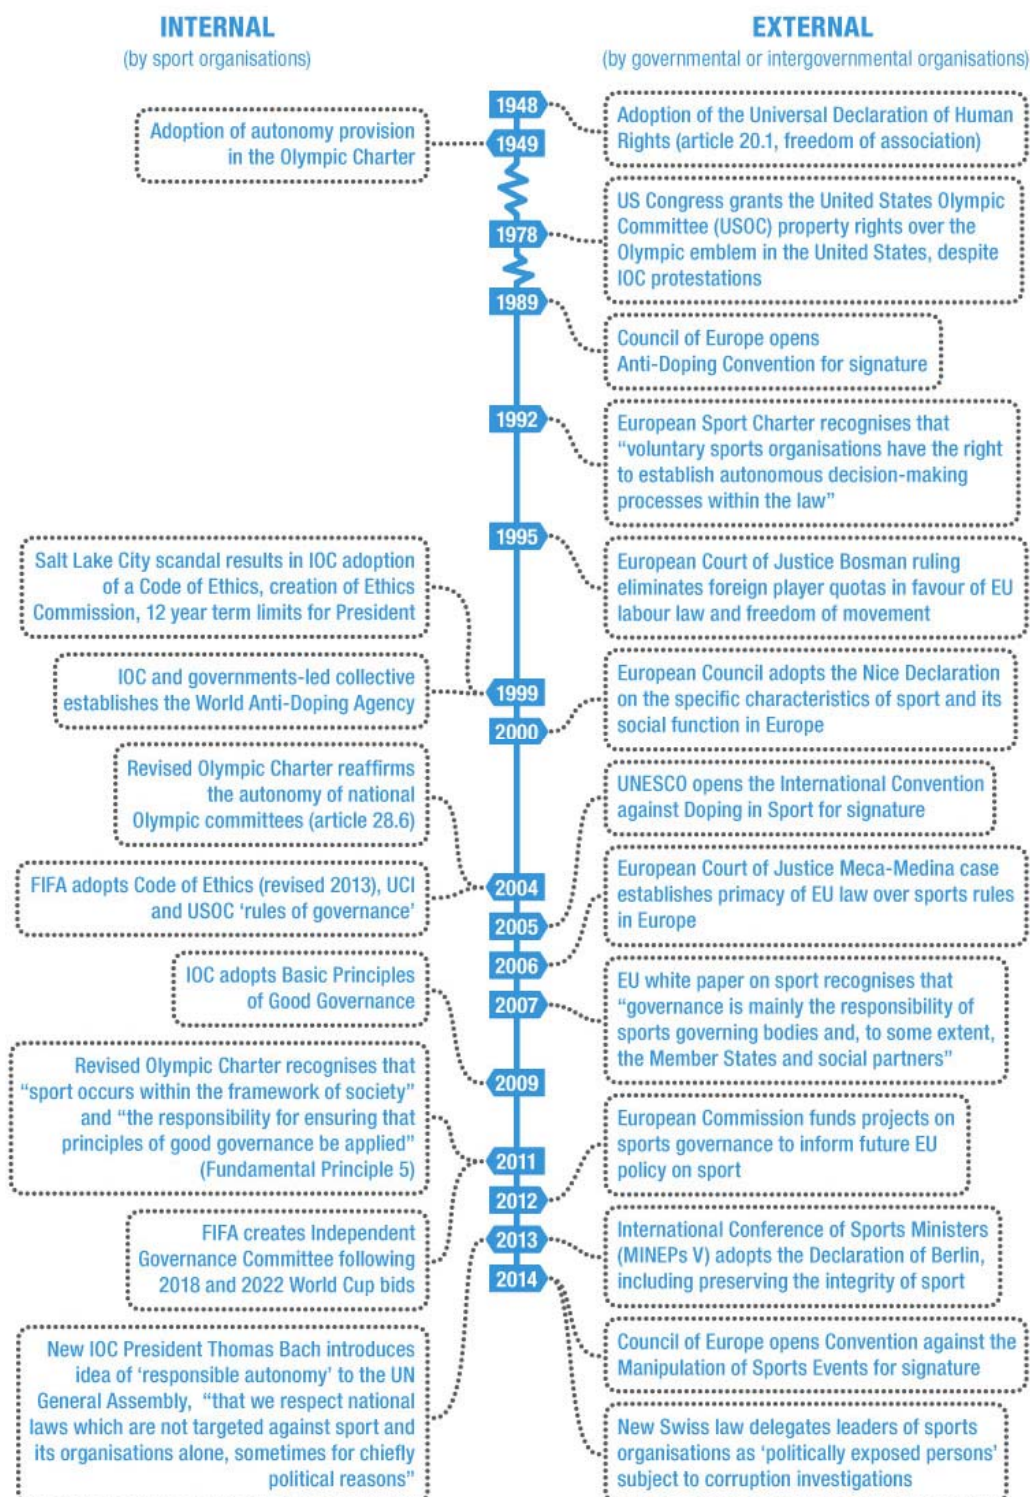 INTERNAL
(by sport organisations)
EXTERNAL
(by governmental or intergovernmental organisations)
1948
Adoption of the Universal Declaration of Human
Rights (article 20.1, freedom of association)
Adoption of autonomy provision
in the Olympic Charter
1949
US Congress grants the United States Olympic
Committee (USOC) property rights over the
Olympic emblem in the United States, despite
IOC protestations
1978
1989
Council of Europe opens
Anti-Doping Convention for signature
1992
European Sport Charter recognises that
“voluntary sports organisations have the right
to establish autonomous decision-making
processes within the law”
1995
European Court of Justice Bosman ruling
eliminates foreign player quotas in favour of EU
labour law and freedom of movement
Salt Lake City scandal results in IOC adoption
of a Code of Ethics, creation of Ethics
Commission, 12 year term limits for President
IOC and governments-led collective
establishes the World Anti-Doping Agency
1999
European Council adopts the Nice Declaration
on the specific characteristics of sport and its
social function in Europe
2000
Revised Olympic Charter reaffirms
the autonomy of national
Olympic committees (article 28.6)
UNESCO opens the International Convention
against Doping in Sport for signature
FIFA adopts Code of Ethics (revised 2013), UCI
and USOC ‘rules of governance’
2004
European Court of Justice Meca-Medina case
establishes primacy of EU law over sports rules
in Europe
2005
2006
IOC adopts Basic Principles
of Good Governance
2007
EU white paper on sport recognises that
“governance is mainly the responsibility of
sports governing bodies and, to some extent,
the Member States and social partners”
Revised Olympic Charter recognises that
“sport occurs within the framework of society”
and “the responsibility for ensuring that
principles of good governance be applied”
(Fundamental Principle 5)
2009
European Commission funds projects on
sports governance to inform future EU
policy on sport
2011
2012
FIFA creates Independent
Governance Committee following
2018 and 2022 World Cup bids
2013
International Conference of Sports Ministers
(MINEPs V) adopts the Declaration of Berlin,
including preserving the integrity of sport
2014
New IOC President Thomas Bach introduces
idea of ‘responsible autonomy’ to the UN
General Assembly, “that we respect national
laws which are not targeted against sport and
its organisations alone, sometimes for chiefly
political reasons”
Council of Europe opens Convention against the
Manipulation of Sports Events for signature
New Swiss law delegates leaders of sports
organisations as ‘politically exposed persons’
subject to corruption investigations